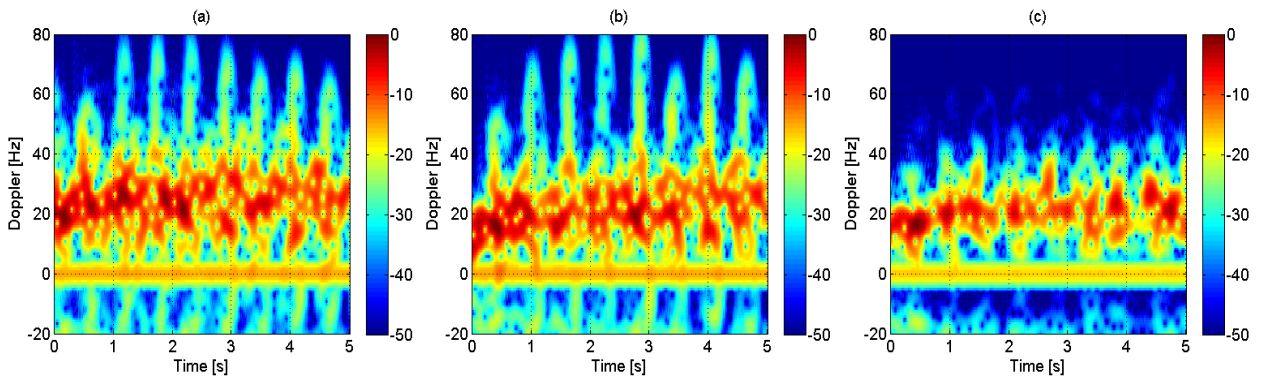 (a) (b) (c)
80 0 80 0 80 0
60 -10 60 -10 60 -10
40 -20 40 -20 40 -20
20 -30 20 -30 20 -30
0 -40 0 -40 0 -40
-20 -50 -20 -50 -20 -50
Doppler [Hz] Doppler [Hz] Doppler [Hz]
0 1 2 3 4 5 0 1 2 3 4 5 0 1 2 3 4 5
Time [s] Time [s] Time [s]